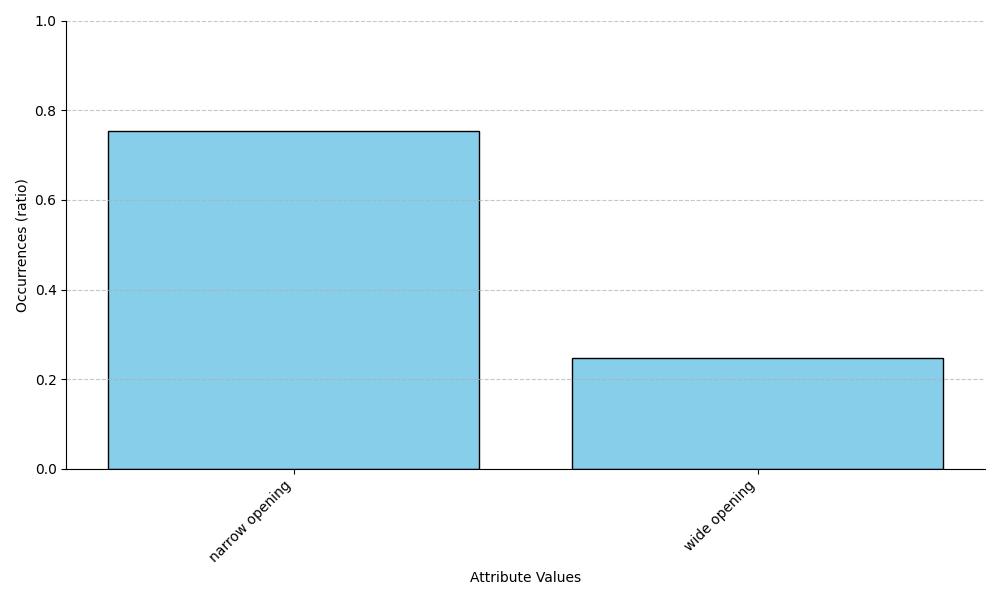 1.0
0.8
0.6
0.4
0.2
0.0
Occurrences (ratio)
narrow opening
wide opening
Attribute Values